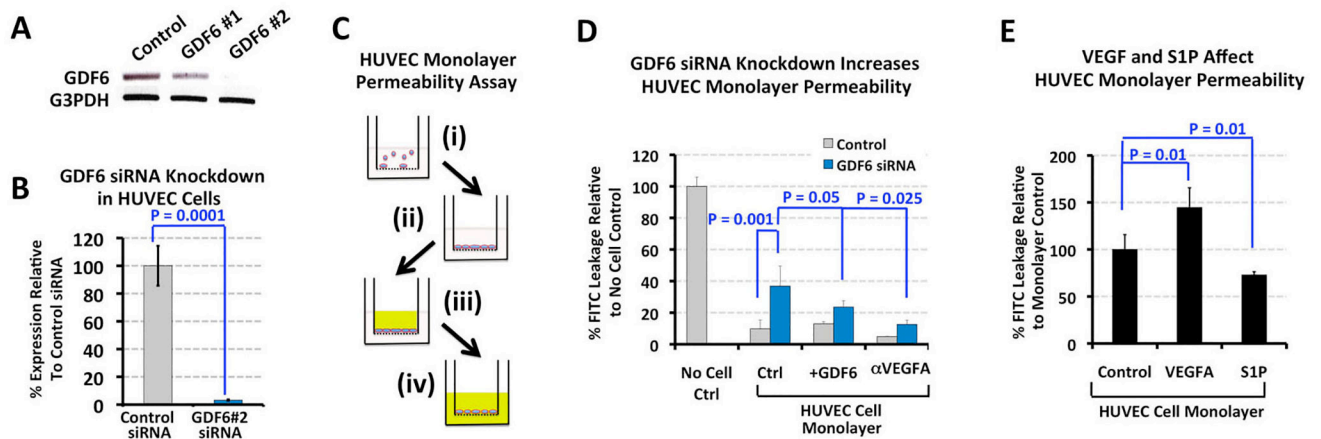 A
Control
GDF6 #1
GDF6 #2
GDF6
G3PDH
B
GDF6 siRNA Knockdown
in HUVEC Cells
P = 0.0001
120
100
80
60
40
20
0
% Expression Relative
To Control siRNA
Control
siRNA
GDF6#2
siRNA
C
HUVEC Monolayer
Permeability Assay
(i)
(ii)
(iii)
(iv)
D
GDF6 siRNA Knockdown Increases
HUVEC Monolayer Permeability
Control
GDF6 siRNA
P = 0.001
P = 0.05
P = 0.025
120
100
80
60
40
20
0
% FITC Leakage Relative
to No Cell Control
No Cell
Ctrl
Ctrl
+GDF6
αVEGFA
HUVEC Cell
Monolayer
E
VEGF and S1P Affect
HUVEC Monolayer Permeability
P = 0.01
P = 0.01
200
150
100
50
0
% FITC Leakage Relative
to Monolayer Control
Control
VEGFA
S1P
HUVEC Cell Monolayer